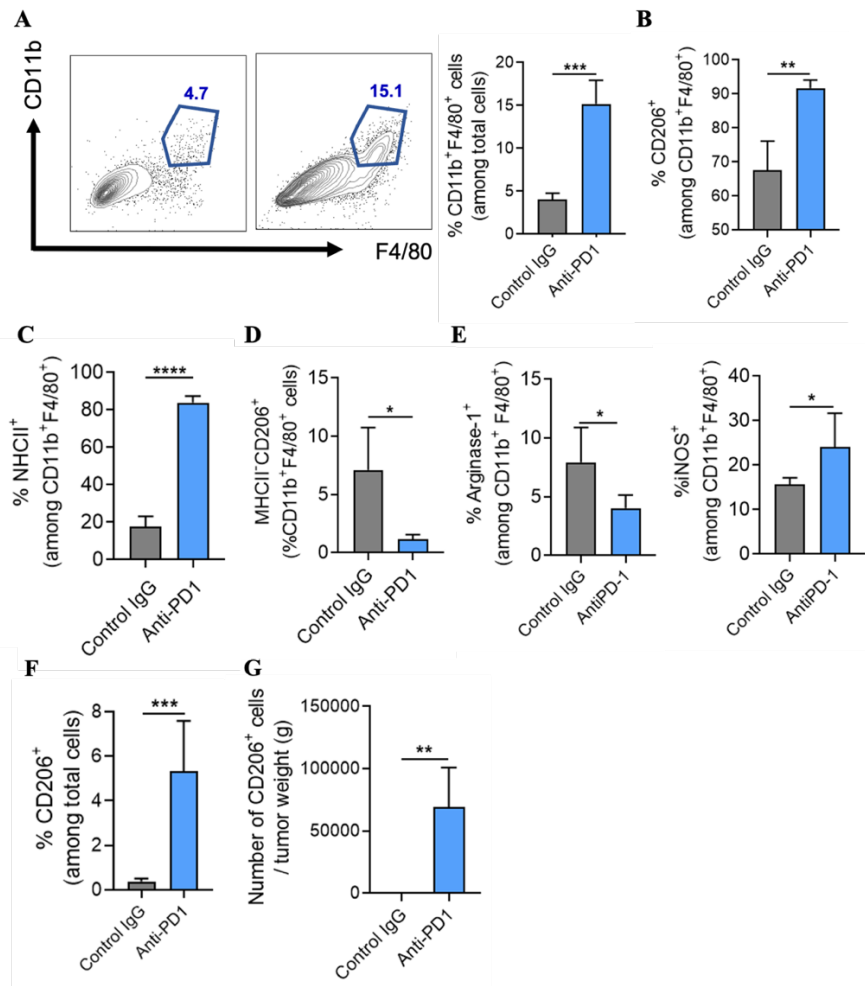 A
CD11b
4.7
15.1
F4/80
% CD11b⁺F4/80⁺ cells
(among total cells)
20
15
10
5
0
***
Control IgG
Anti-PD1
B
% CD206⁺
(among CD11b⁺F4/80⁺)
100
90
80
70
60
50
**
Control IgG
Anti-PD1
C
% NHCII⁺
(among CD11b⁺F4/80⁺)
100
80
60
40
20
0
****
Control IgG
Anti-PD1
D
MHCII⁻CD206⁺
(%CD11b⁺F4/80⁺ cells)
15
10
5
0
*
Control IgG
Anti-PD1
E
% Arginase-1⁺
(among CD11b⁺ F4/80⁺)
15
10
5
0
*
Control IgG
AntiPD-1
%iNOS⁺
(among CD11b⁺ F4/80⁺)
40
30
20
10
0
*
Control IgG
AntiPD-1
F
% CD206⁺
(among total cells)
8
6
4
2
0
***
Control IgG
Anti-PD1
G
Number of CD206⁺ cells
/ tumor weight (g)
150000
100000
50000
0
**
Control IgG
Anti-PD1